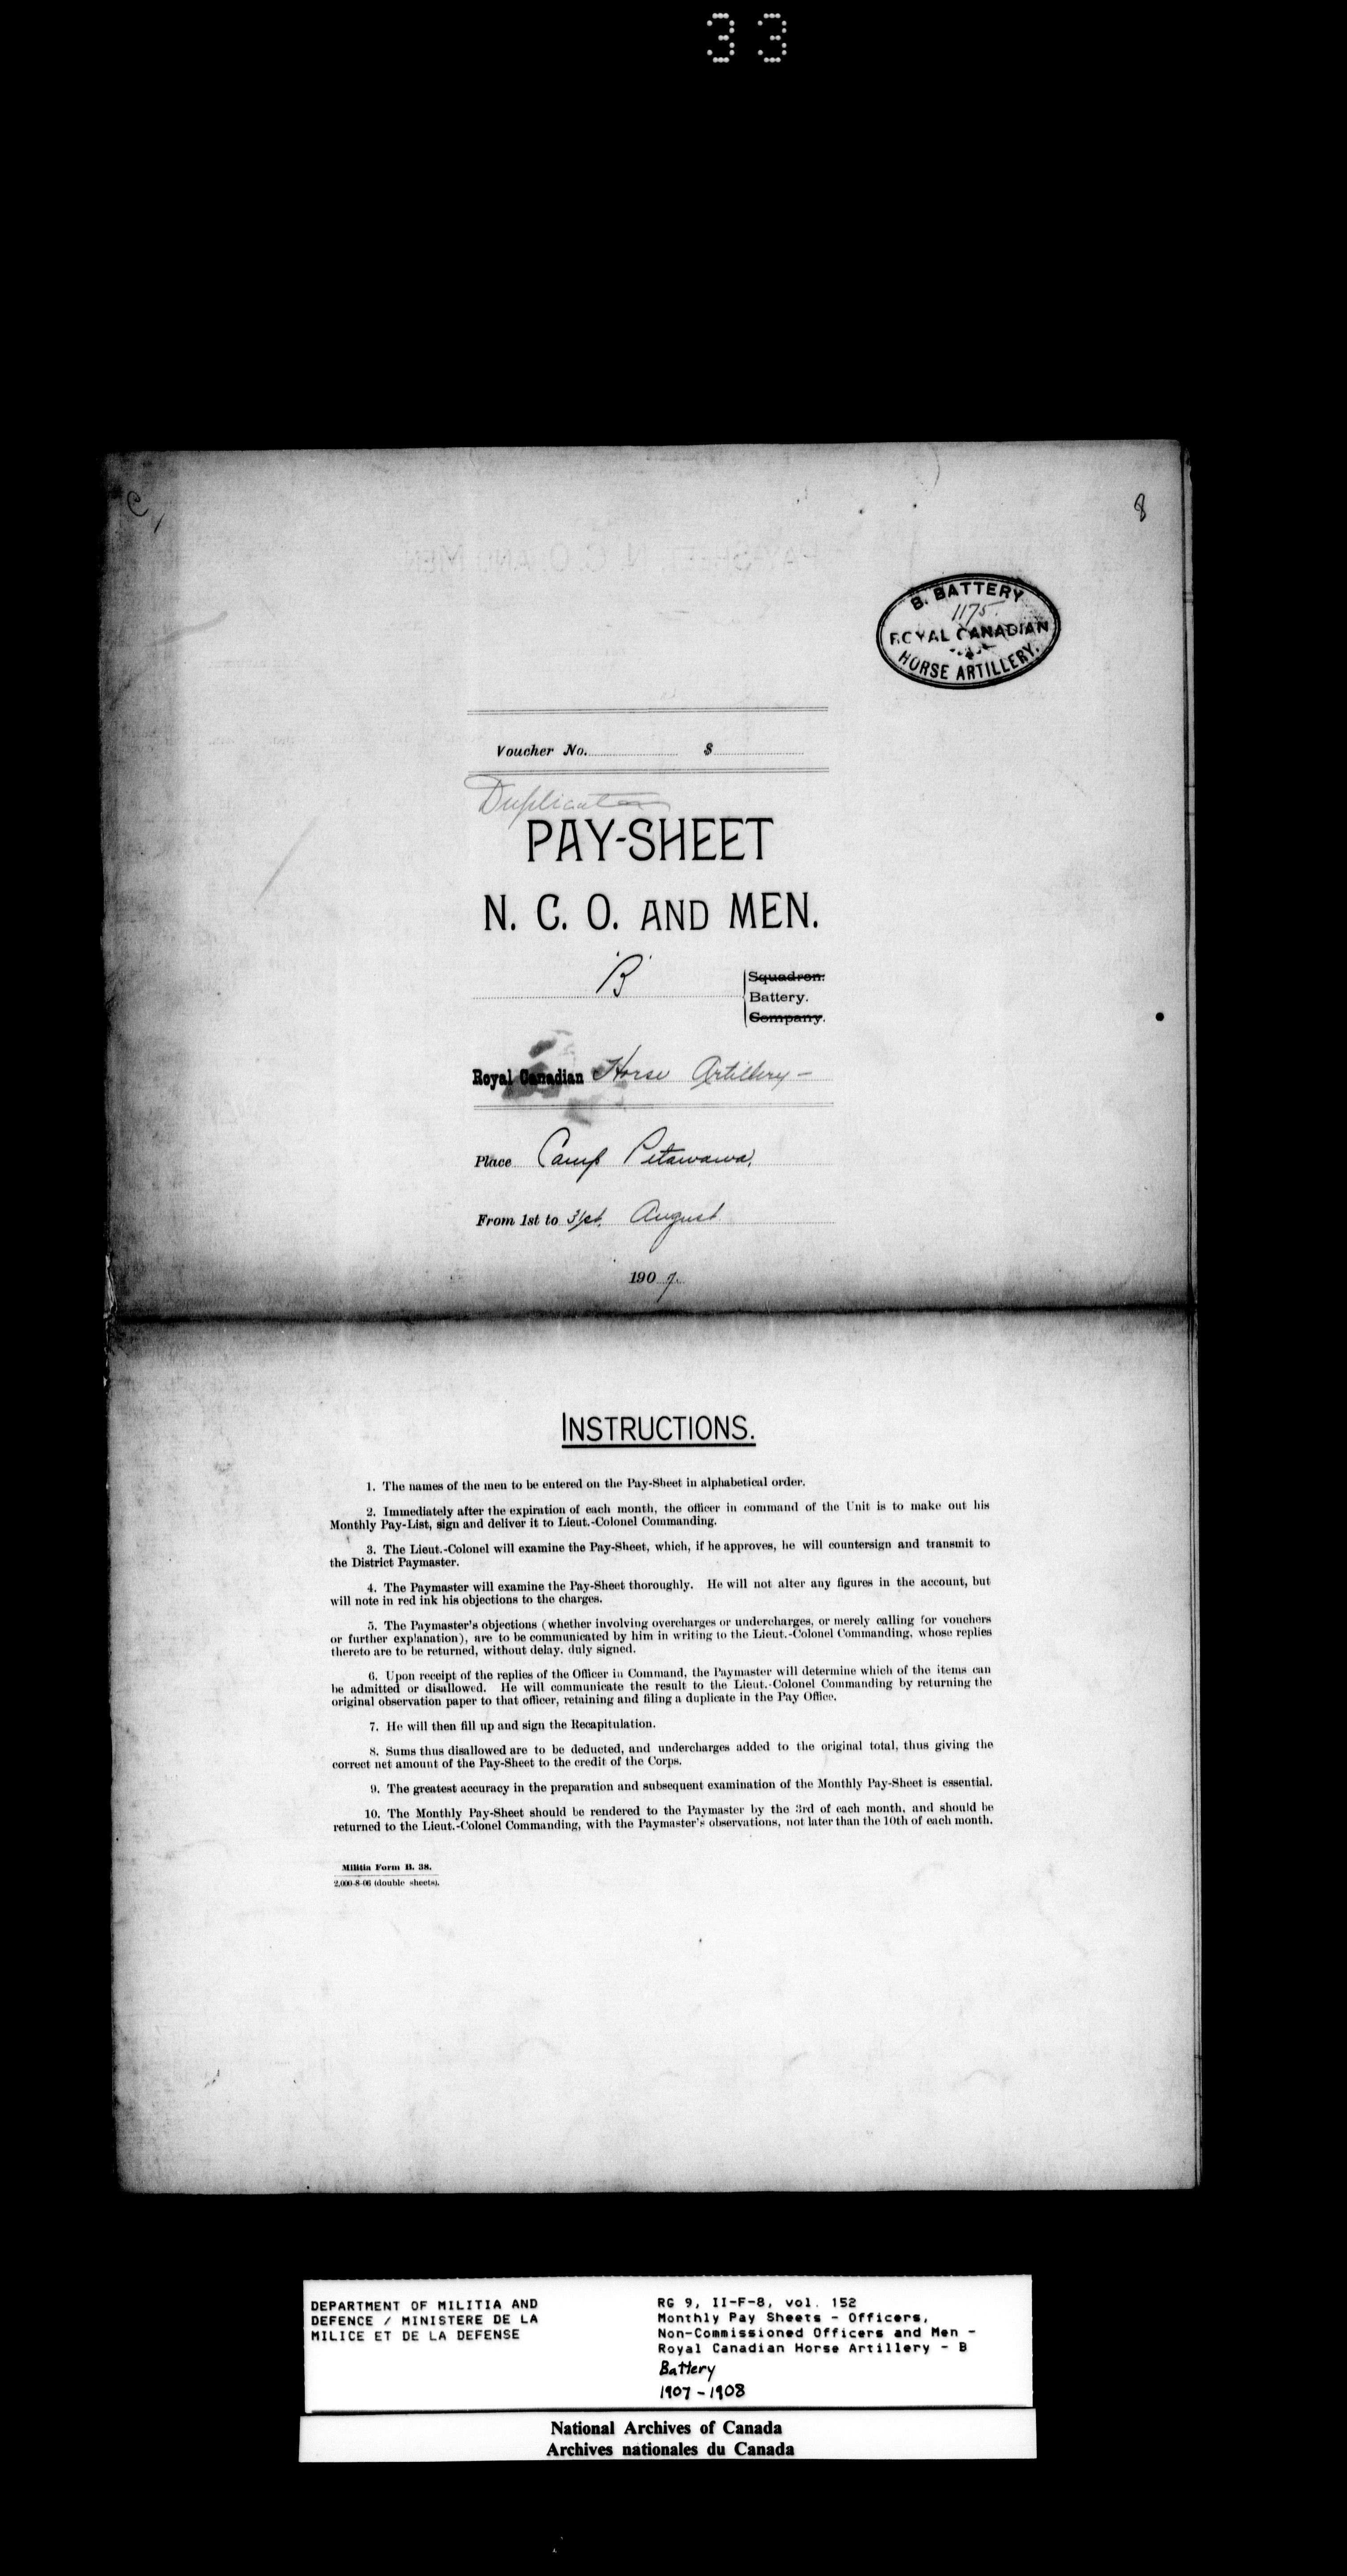 33
8
B. BATTERY
1175
ROYAL CANADIAN
HORSE ARTILLERY.
Voucher No. $
Duplicate
PAY-SHEET
N. C. O. AND MEN.
"B"
Squadron.
Battery.
Company.
Royal Canadian Horse Artillery -
Place Camp Petawawa,
From 1st to 31st. August
1907.
INSTRUCTIONS.
1. The names of the men to be entered on the Pay-Sheet in alphabetical order.
2. Immediately after the expiration of each month, the officer in command of the Unit is to make out his
Monthly Pay-List, sign and deliver it to Lieut.-Colonel Commanding.
3. The Lieut.-Colonel will examine the Pay-Sheet, which, if he approves, he will countersign and transmit to
the District Paymaster.
4. The Paymaster will examine the Pay-Sheet thoroughly. He will not alter any figures in the account, but
will note in red ink his objections to the charges.
5. The Paymaster's objections (whether involving overcharges or undercharges, or merely calling for vouchers
or further explanation), are to be communicated by him in writing to the Lieut.-Colonel Commanding, whose replies
thereto are to be returned, without delay, duly signed.
6. Upon receipt of the replies of the Officer in Command, the Paymaster will determine which of the items can
be admitted or disallowed. He will communicate the result to the Lieut.-Colonel Commanding by returning the
original observation paper to that officer, retaining and filing a duplicate in the Pay Office.
7. He will then fill up and sign the Recapitulation.
8. Sums thus disallowed are to be deducted, and undercharges added to the original total, thus giving the
correct net amount of the Pay-Sheet to the credit of the Corps.
9. The greatest accuracy in the preparation and subsequent examination of the Monthly Pay-Sheet is essential.
10. The Monthly Pay-Sheet should be rendered to the Paymaster by the 3rd of each month, and should be
returned to the Lieut.-Colonel Commanding, with the Paymaster's observations, not later than the 10th of each month.
Militia Form B. 38.
2,000-8-06 (double sheets).
DEPARTMENT OF MILITIA AND
DEFENCE / MINISTERE DE LA
MILICE ET DE LA DEFENSE
RG 9, II-F-8, vol. 152
Monthly Pay Sheets - Officers,
Non-Commissioned Officers and Men -
Royal Canadian Horse Artillery - B
Battery
1907-1908
National Archives of Canada
Archives nationales du Canada